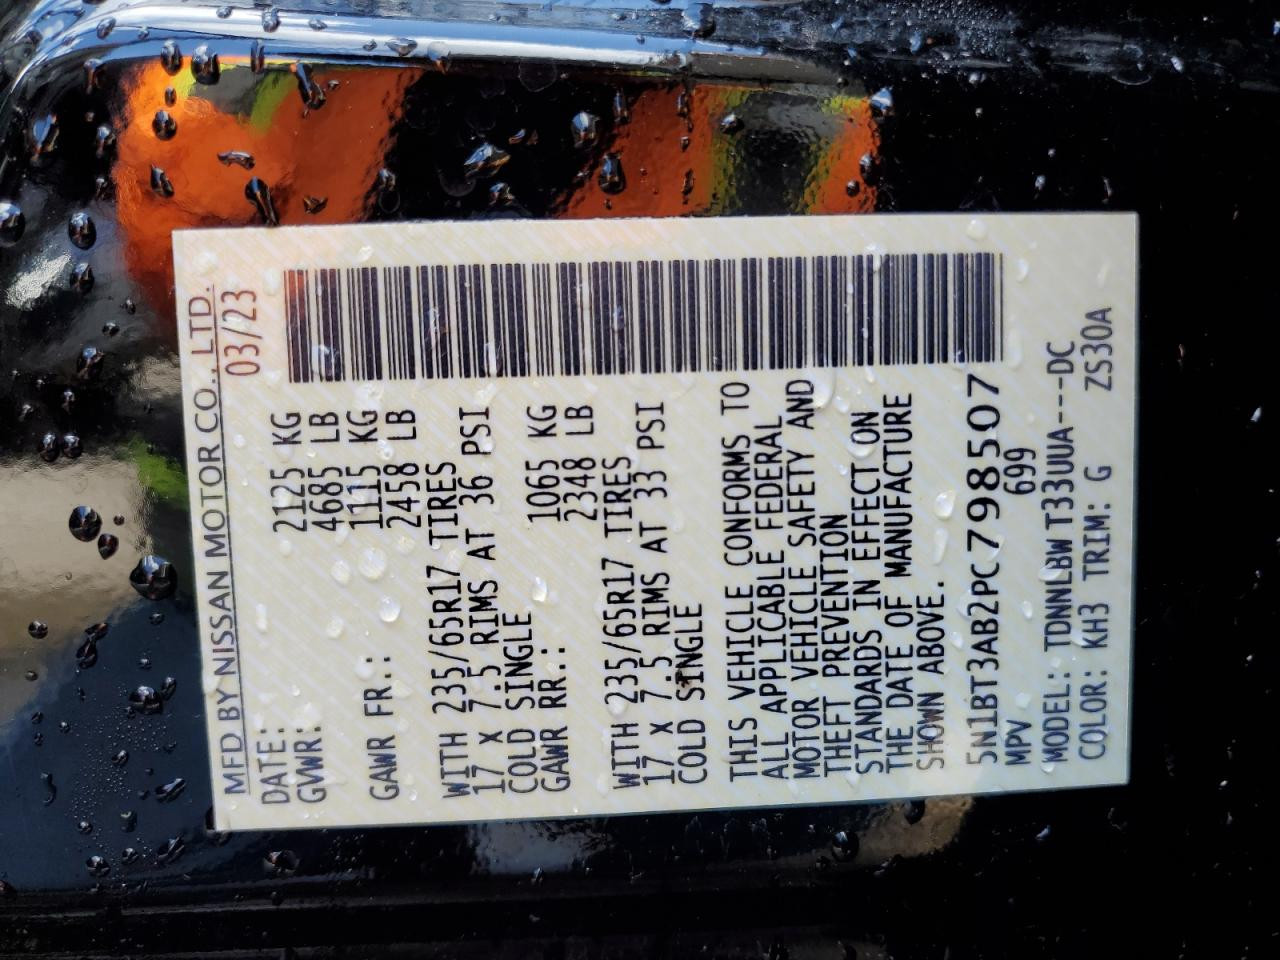 MFD BY NISSAN MOTOR CO., LTD.
DATE: 03/23
GVWR: 2125 KG
4685 LB
GAWR FR.: 1115 KG
2458 LB
WITH 235/65R17 TIRES
17 X 7.5 RIMS AT 36 PSI
COLD SINGLE
GAWR RR.: 1065 KG
2348 LB
WITH 235/65R17 TIRES
17 X 7.5 RIMS AT 33 PSI
COLD SINGLE
THIS VEHICLE CONFORMS TO
ALL APPLICABLE FEDERAL
MOTOR VEHICLE SAFETY AND
THEFT PREVENTION
STANDARDS IN EFFECT ON
THE DATE OF MANUFACTURE
SHOWN ABOVE.
5N1BT3AB2PC798507
MPV 699
MODEL: TDNNLBW T33UUA---DC
COLOR: KH3 TRIM: G ZS30A